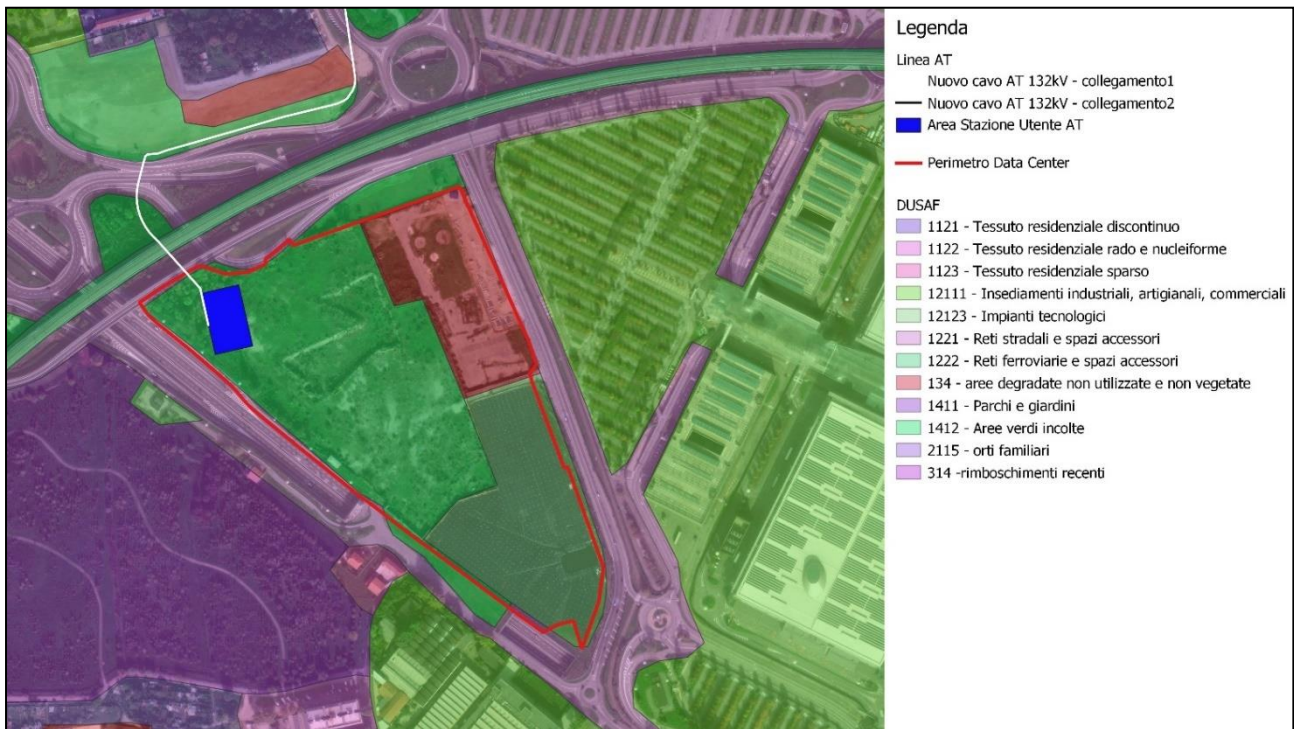 Legenda
Linea AT
Nuovo cavo AT 132kV - collegamento1
Nuovo cavo AT 132kV - collegamento2
Area Stazione Utente AT
Perimetro Data Center
DUSAF
1121 - Tessuto residenziale discontinuo
1122 - Tessuto residenziale rado e nucleiforme
1123 - Tessuto residenziale sparso
12111 - Insediamenti industriali, artigianali, commerciali
12123 - Impianti tecnologici
1221 - Reti stradali e spazi accessori
1222 - Reti ferroviarie e spazi accessori
134 - aree degradate non utilizzate e non vegetate
1411 - Parchi e giardini
1412 - Aree verdi incolte
2115 - orti familiari
314 -rimboschimenti recenti